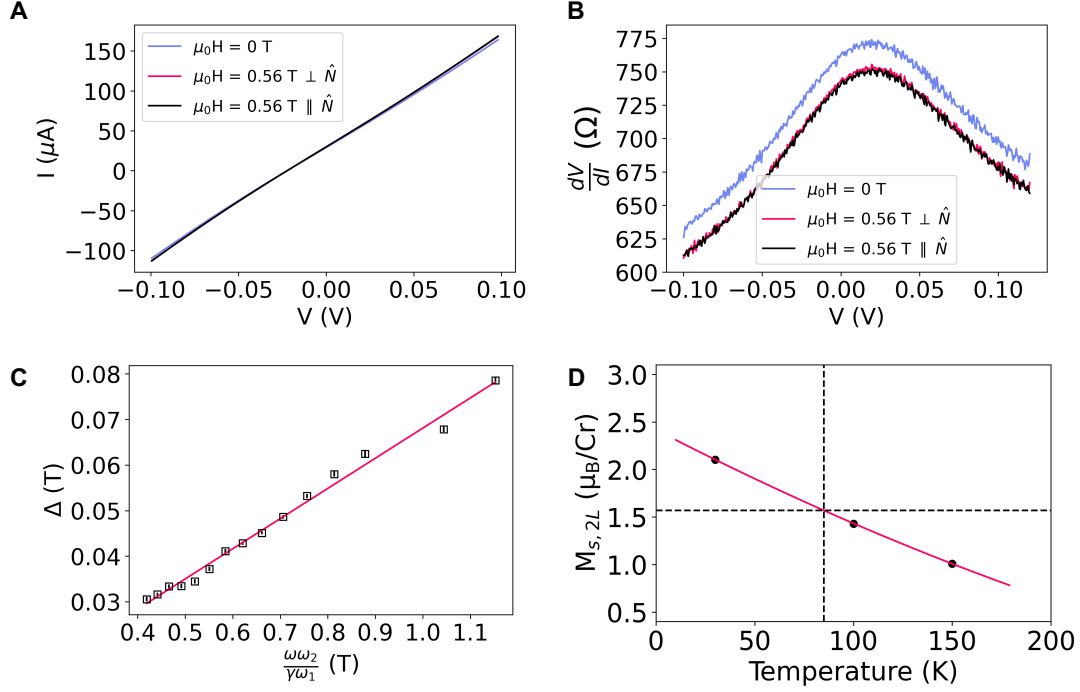 A
μ₀H = 0 T
μ₀H = 0.56 T ⊥ N̂
μ₀H = 0.56 T ∥ N̂
150
100
50
0
−50
−100
I (μA)
−0.10 −0.05 0.00 0.05 0.10
V (V)
B
775
750
725
700
675
650
625
600
dV/dI (Ω)
μ₀H = 0 T
μ₀H = 0.56 T ⊥ N̂
μ₀H = 0.56 T ∥ N̂
−0.10 −0.05 0.00 0.05 0.10
V (V)
C
0.08
0.07
0.06
0.05
0.04
0.03
Δ (T)
0.4 0.5 0.6 0.7 0.8 0.9 1.0 1.1
ωω₂/γω₁ (T)
D
3.0
2.5
2.0
1.5
1.0
0.5
M_{s, 2L} (μ_B/Cr)
0 50 100 150 200
Temperature (K)